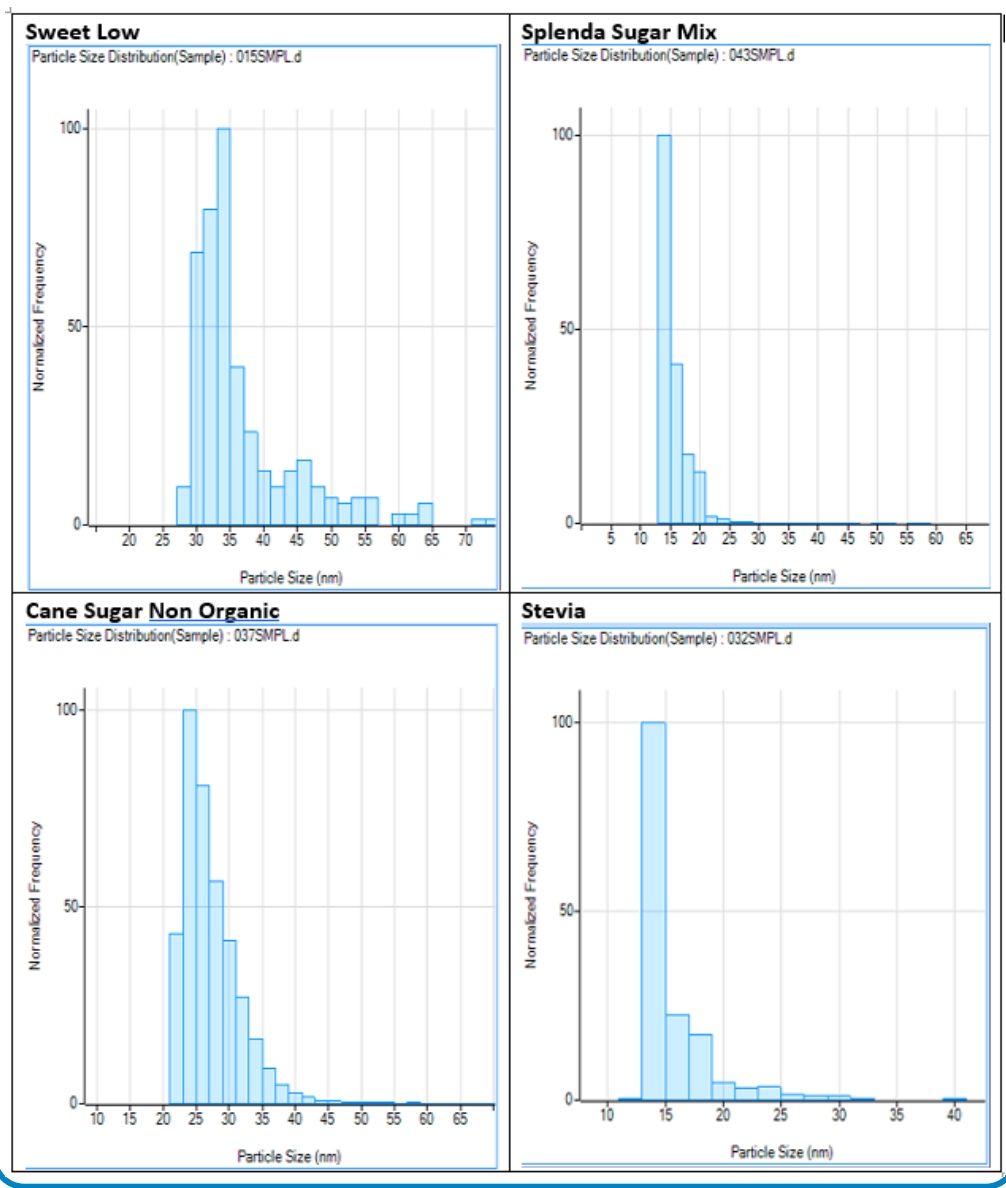 Sweet Low
Particle Size Distribution(Sample) : 015SMPL.d
Normalized Frequency
100
50
0
20 25 30 35 40 45 50 55 60 65 70
Particle Size (nm)
Splenda Sugar Mix
Particle Size Distribution(Sample) : 043SMPL.d
Normalized Frequency
100
50
0
5 10 15 20 25 30 35 40 45 50 55 60 65
Particle Size (nm)
Cane Sugar Non Organic
Particle Size Distribution(Sample) : 037SMPL.d
Normalized Frequency
100
50
0
10 15 20 25 30 35 40 45 50 55 60 65
Particle Size (nm)
Stevia
Particle Size Distribution(Sample) : 032SMPL.d
Normalized Frequency
100
50
0
10 15 20 25 30 35 40
Particle Size (nm)